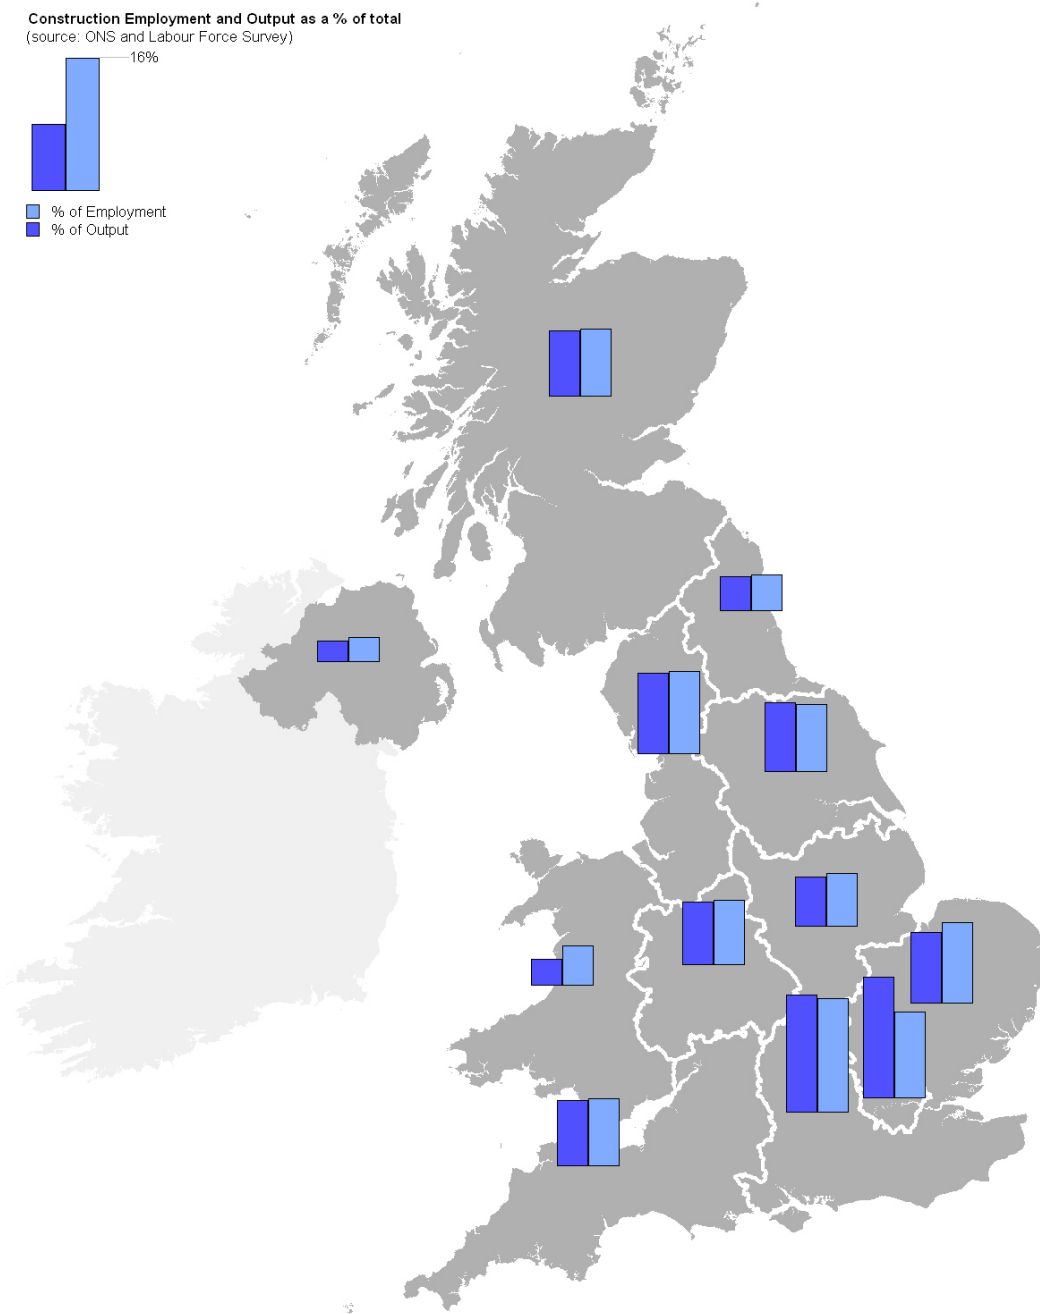 Construction Employment and Output as a % of total
(source: ONS and Labour Force Survey)
16%
% of Employment
% of Output